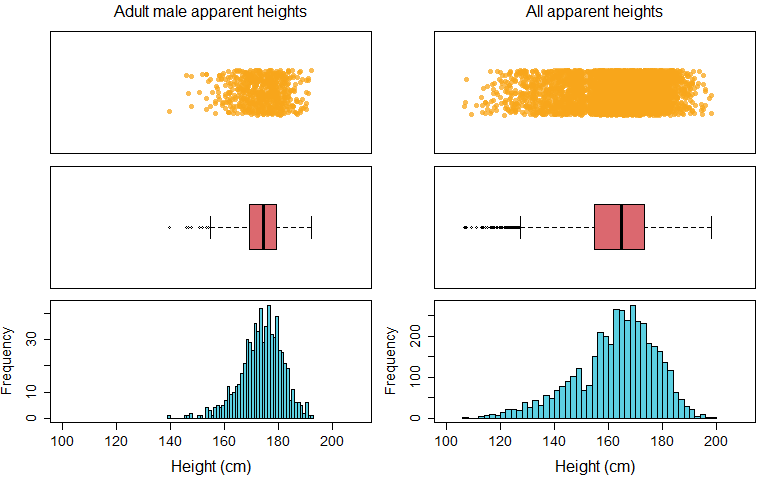 Adult male apparent heights
All apparent heights
Frequency
0 10 30
100 120 140 160 180 200
Height (cm)
Frequency
0 100 200
100 120 140 160 180 200
Height (cm)